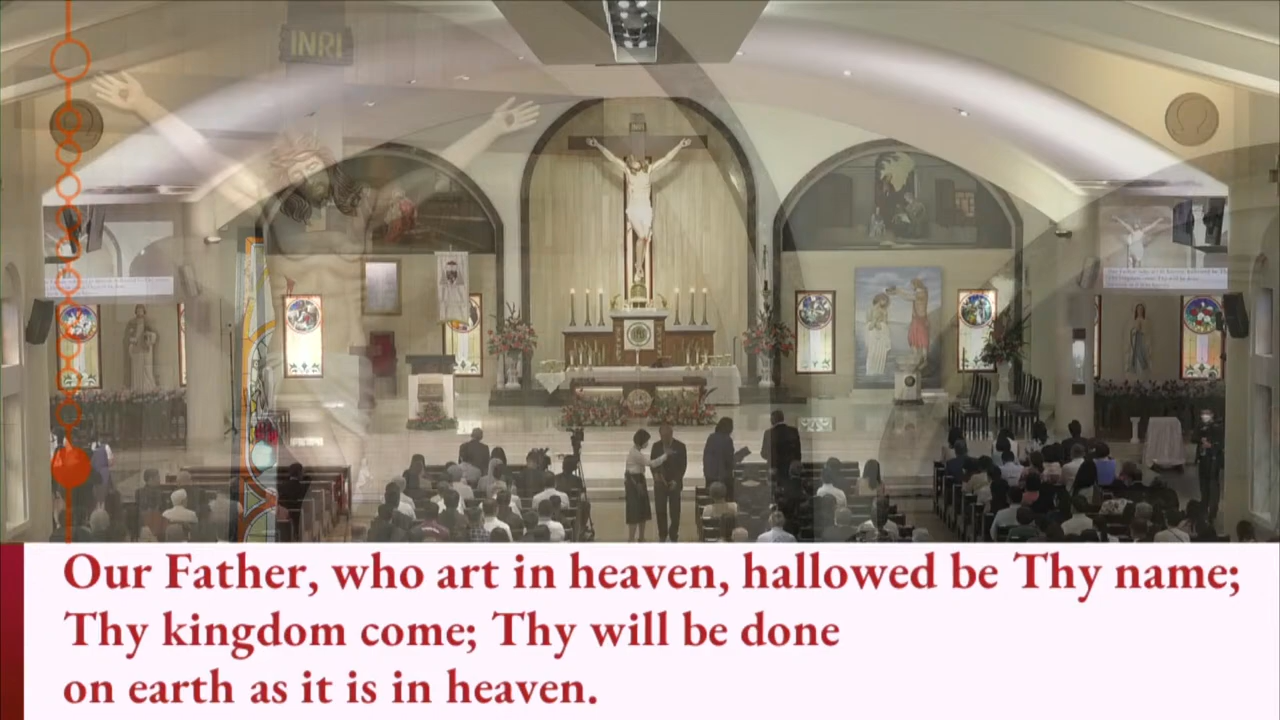 INRI
Our Father, who art in heaven, hallowed be Thy name;
Thy kingdom come; Thy will be done
on earth as it is in heaven.